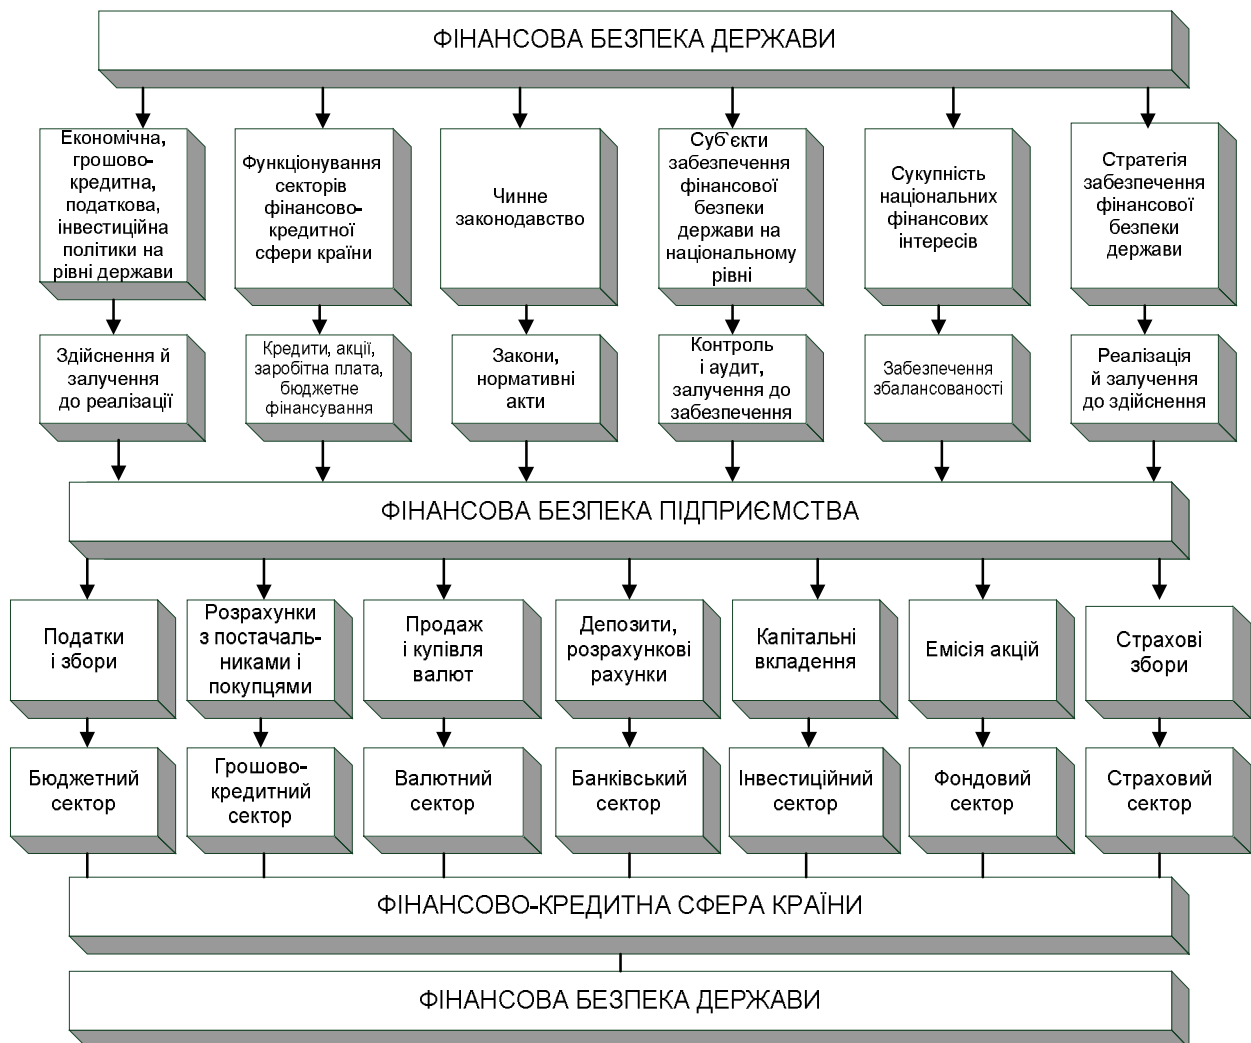 ФІНАНСОВА БЕЗПЕКА ДЕРЖАВИ
Економічна,
грошово-
кредитна,
податкова,
інвестиційна
політики на
рівні держави
Функціонування
секторів
фінансово-
кредитної
сфери країни
Чинне
законодавство
Суб`єкти
забезпечення
фінансової
безпеки
держави на
національному
рівні
Сукупність
національних
фінансових
інтересів
Стратегія
забезпечення
фінансової
безпеки
держави
Здійснення й
залучення
до реалізації
Кредити, акції,
заробітна плата,
бюджетне
фінансування
Закони,
нормативні
акти
Контроль
і аудит,
залучення до
забезпечення
Забезпечення
збалансованості
Реалізація
й залучення
до здійснення
ФІНАНСОВА БЕЗПЕКА ПІДПРИЄМСТВА
Податки
і збори
Розрахунки
з постачаль-
никами і
покупцями
Продаж
і купівля
валют
Депозити,
розрахункові
рахунки
Капітальні
вкладення
Емісія акцій
Страхові
збори
Бюджетний
сектор
Грошово-
кредитний
сектор
Валютний
сектор
Банківський
сектор
Інвестиційний
сектор
Фондовий
сектор
Страховий
сектор
ФІНАНСОВО-КРЕДИТНА СФЕРА КРАЇНИ
ФІНАНСОВА БЕЗПЕКА ДЕРЖАВИ